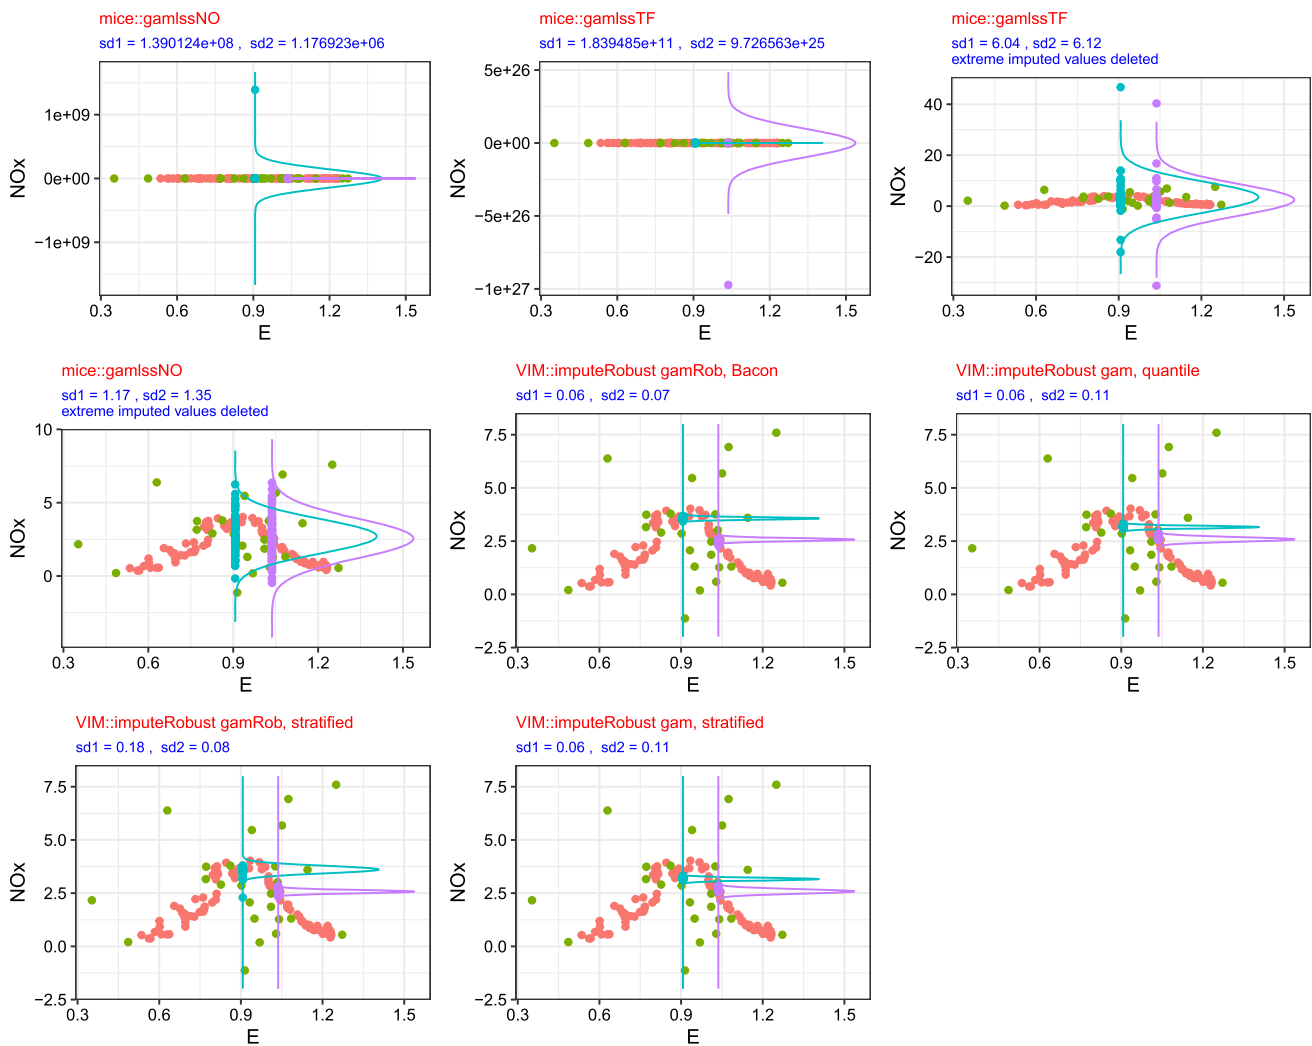 mice::gamlssNO
sd1 = 1.390124e+08 ,  sd2 = 1.176923e+06
NOx
1e+09
0e+00
−1e+09
0.3 0.6 0.9 1.2 1.5
E
mice::gamlssTF
sd1 = 1.839485e+11 ,  sd2 = 9.726563e+25
NOx
5e+26
0e+00
−5e+26
−1e+27
0.3 0.6 0.9 1.2 1.5
E
mice::gamlssTF
sd1 = 6.04 , sd2 = 6.12
extreme imputed values deleted
NOx
40
20
0
−20
0.3 0.6 0.9 1.2 1.5
E
mice::gamlssNO
sd1 = 1.17 , sd2 = 1.35
extreme imputed values deleted
NOx
10
5
0
0.3 0.6 0.9 1.2 1.5
E
VIM::imputeRobust gamRob, Bacon
sd1 = 0.06 ,  sd2 = 0.07
NOx
7.5
5.0
2.5
0.0
−2.5
0.3 0.6 0.9 1.2 1.5
E
VIM::imputeRobust gam, quantile
sd1 = 0.06 ,  sd2 = 0.11
NOx
7.5
5.0
2.5
0.0
−2.5
0.3 0.6 0.9 1.2 1.5
E
VIM::imputeRobust gamRob, stratified
sd1 = 0.18 ,  sd2 = 0.08
NOx
7.5
5.0
2.5
0.0
−2.5
0.3 0.6 0.9 1.2 1.5
E
VIM::imputeRobust gam, stratified
sd1 = 0.06 ,  sd2 = 0.11
NOx
7.5
5.0
2.5
0.0
−2.5
0.3 0.6 0.9 1.2 1.5
E